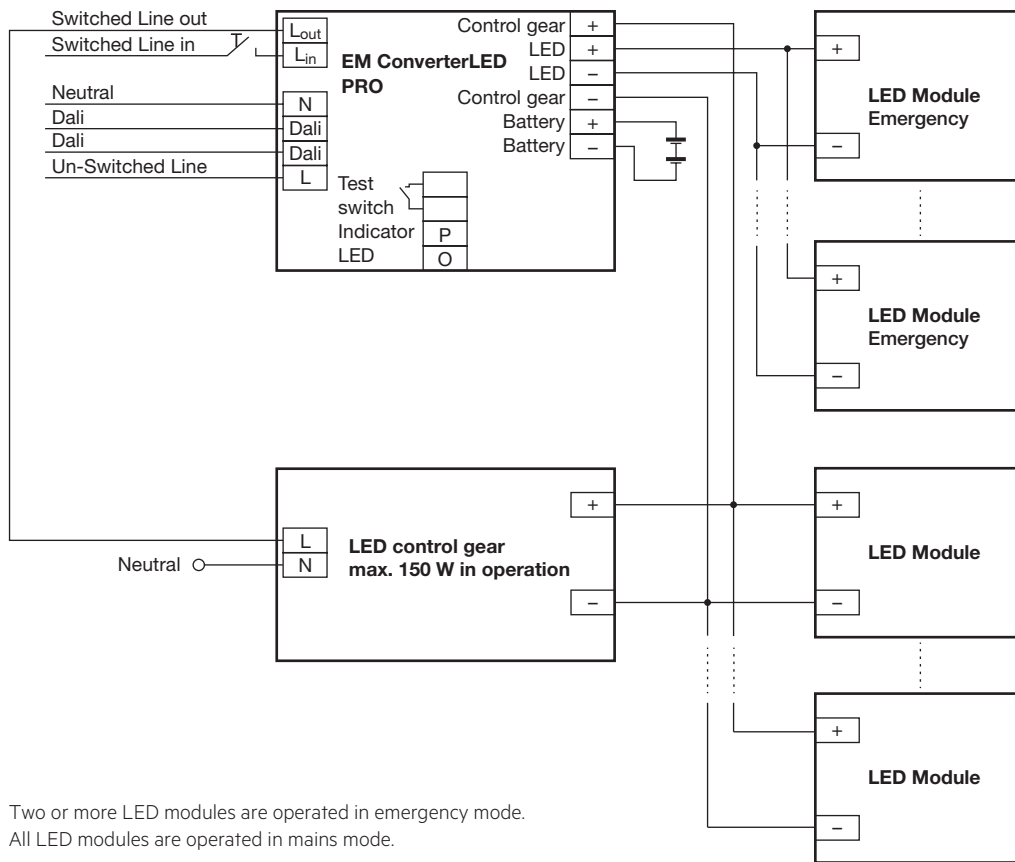 Switched Line out
Switched Line in
Neutral
Dali
Dali
Un-Switched Line
Lout
Lin
N
Dali
Dali
L
EM ConverterLED
PRO
Test
switch
Indicator
LED
P
O
Control gear +
LED +
LED –
Control gear –
Battery +
Battery –
+
–
LED Module
Emergency
+
–
LED Module
Emergency
Neutral
L
N
LED control gear
max. 150 W in operation
+
–
+
–
LED Module
+
–
LED Module
Two or more LED modules are operated in emergency mode.
All LED modules are operated in mains mode.